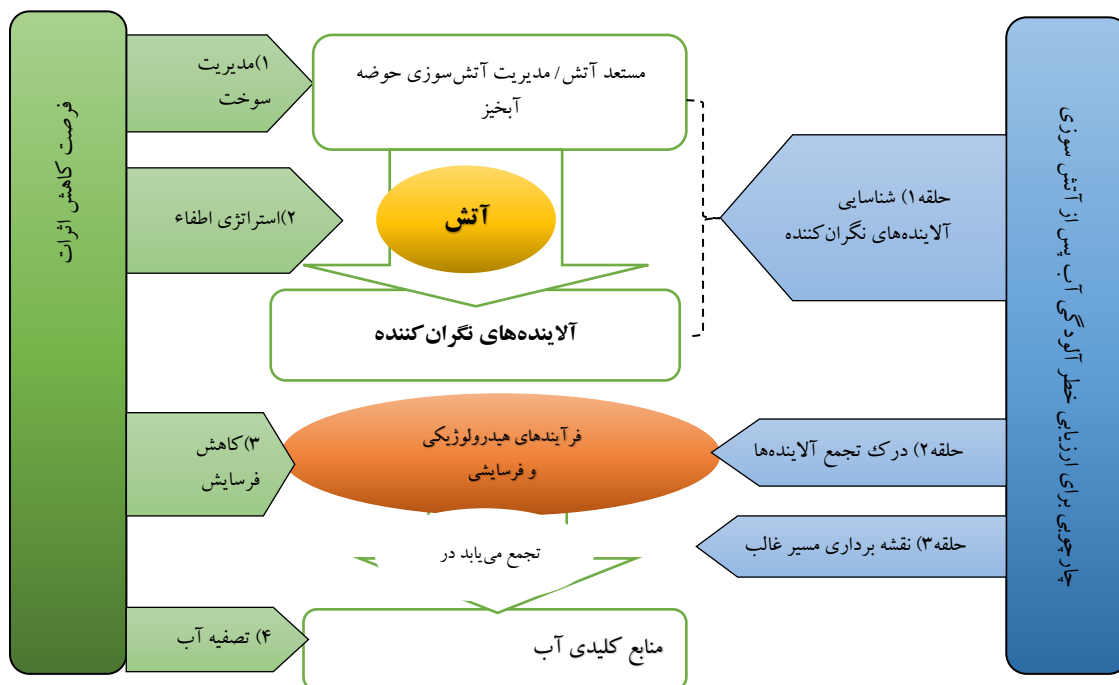 چارچوبی برای ارزیابی خطر آلودگی آب پس از آتش سوزی
حلقه۱) شناسایی
آلاینده‌های نگران‌کننده
حلقه۲) درک تجمع آلاینده‌ها
حلقه۳) نقشه برداری مسیر غالب
مستعد آتش/ مدیریت آتش‌سوزی حوضه
آبخیز
آتش
آلاینده‌های نگران‌کننده
فرآیندهای هیدرولوژیکی
و فرسایشی
تجمع می‌یابد در
منابع کلیدی آب
۱)مدیریت
سوخت
۲)استراتژی اطفاء
۳)کاهش
فرسایش
۴) تصفیه آب
فرصت کاهش اثرات